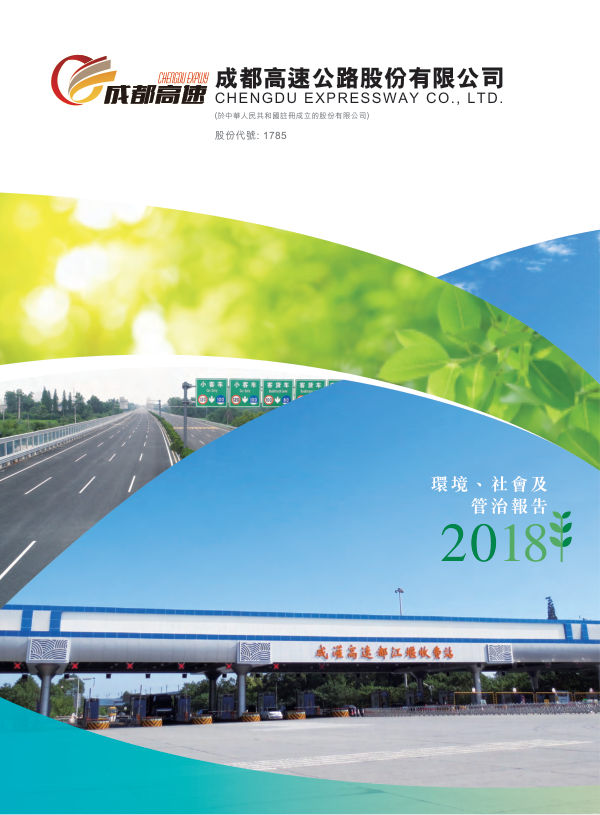 CHENGDU EXPWY
成都高速
成都高速公路股份有限公司
CHENGDU EXPRESSWAY CO., LTD.
(於中華人民共和國註冊成立的股份有限公司)
股份代號: 1785
小客车
小客车
客货车
客货车
環境、社會及
管治報告
2018
成灌高速都江堰收费站